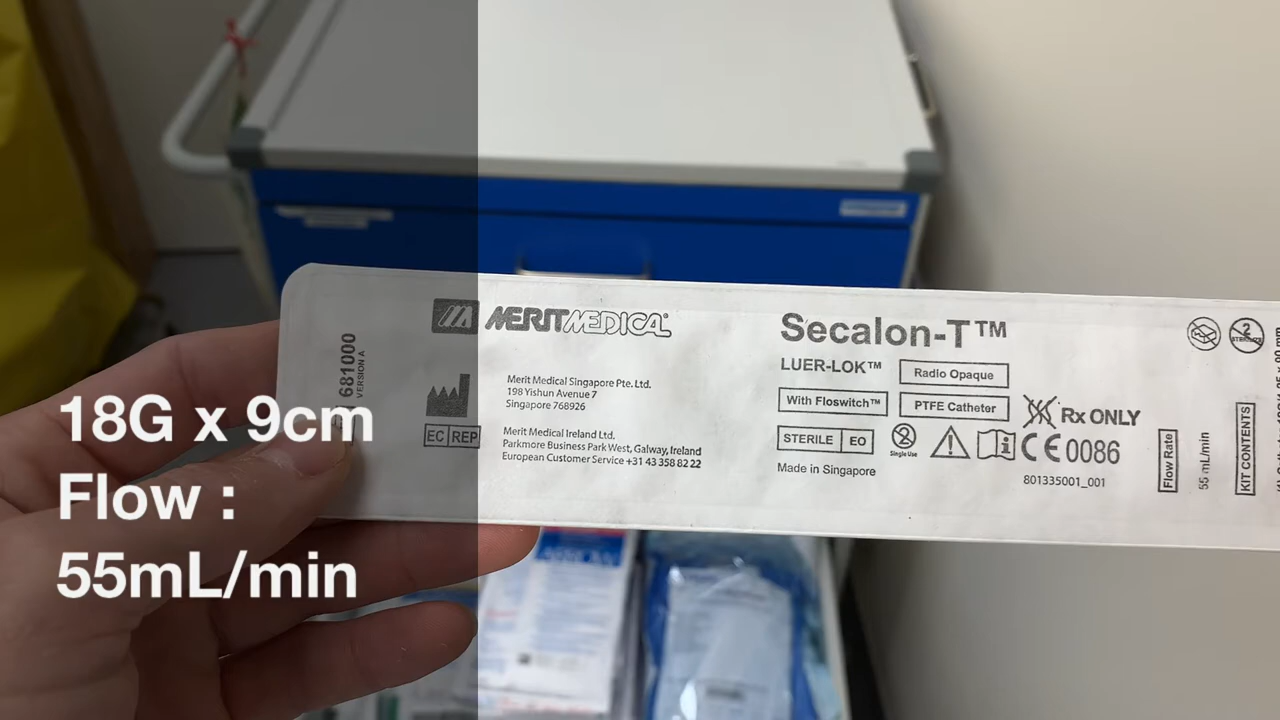 18G x 9cm
Flow :
55mL/min
681000
VERSION A
MERITMEDICAL
Merit Medical Singapore Pte. Ltd.
198 Yishun Avenue 7
Singapore 768926
EC REP
Merit Medical Ireland Ltd.
Parkmore Business Park West, Galway, Ireland
European Customer Service +31 43 358 82 22
Secalon-T™
LUER-LOK™
Radio Opaque
With Floswitch™
PTFE Catheter
Rx ONLY
STERILE EO
Single Use
CE 0086
Made in Singapore
801335001_001
Flow Rate
55 mL/min
KIT CONTENTS
2